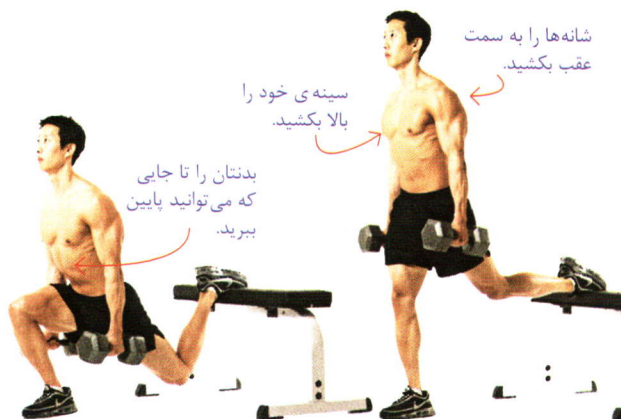 شانه‌ها را به سمت
عقب بکشید.
سینه ی خود را
بالا بکشید.
بدنتان را تا جایی
که می‌توانید پایین
ببرید.